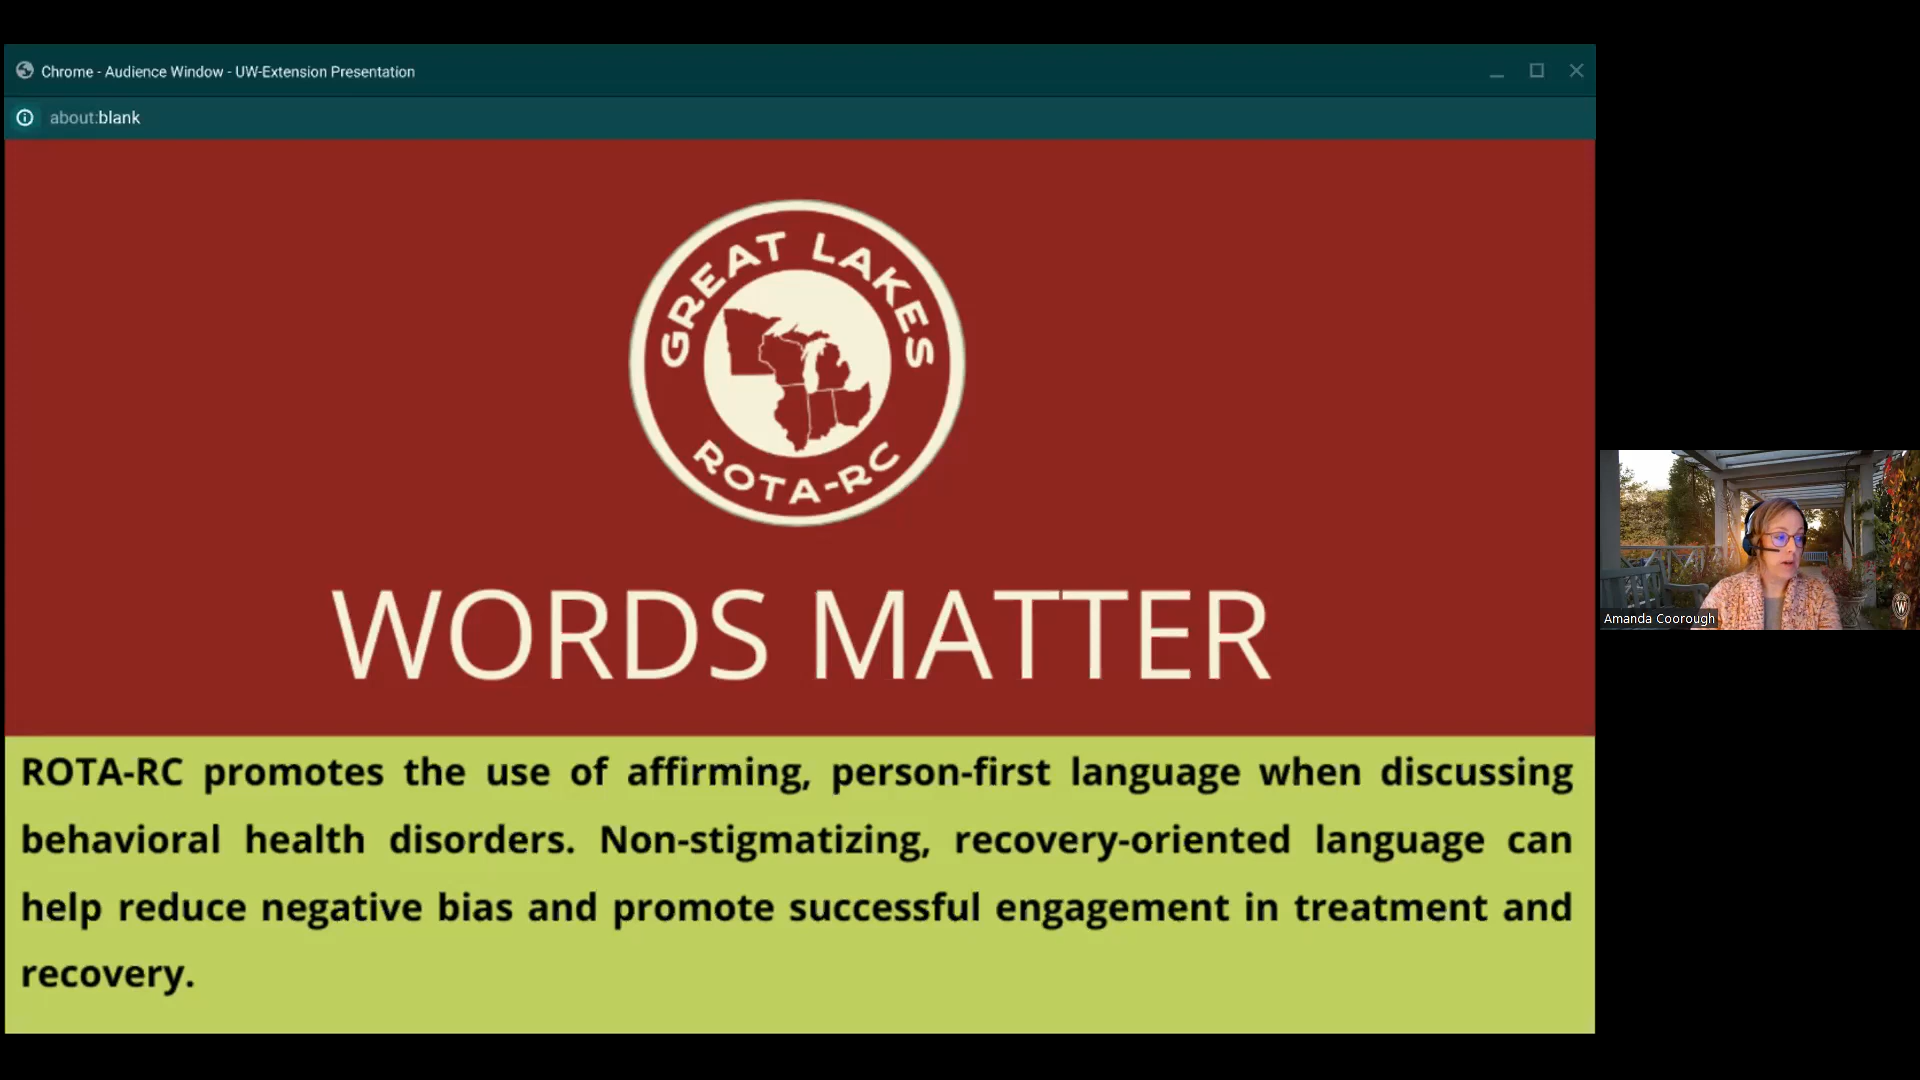 Chrome - Audience Window - UW-Extension Presentation
about:blank
GREAT LAKES
ROTA-RC
WORDS MATTER
ROTA-RC promotes the use of affirming, person-first language when discussing
behavioral health disorders. Non-stigmatizing, recovery-oriented language can
help reduce negative bias and promote successful engagement in treatment and
recovery.
Amanda Coorough
W